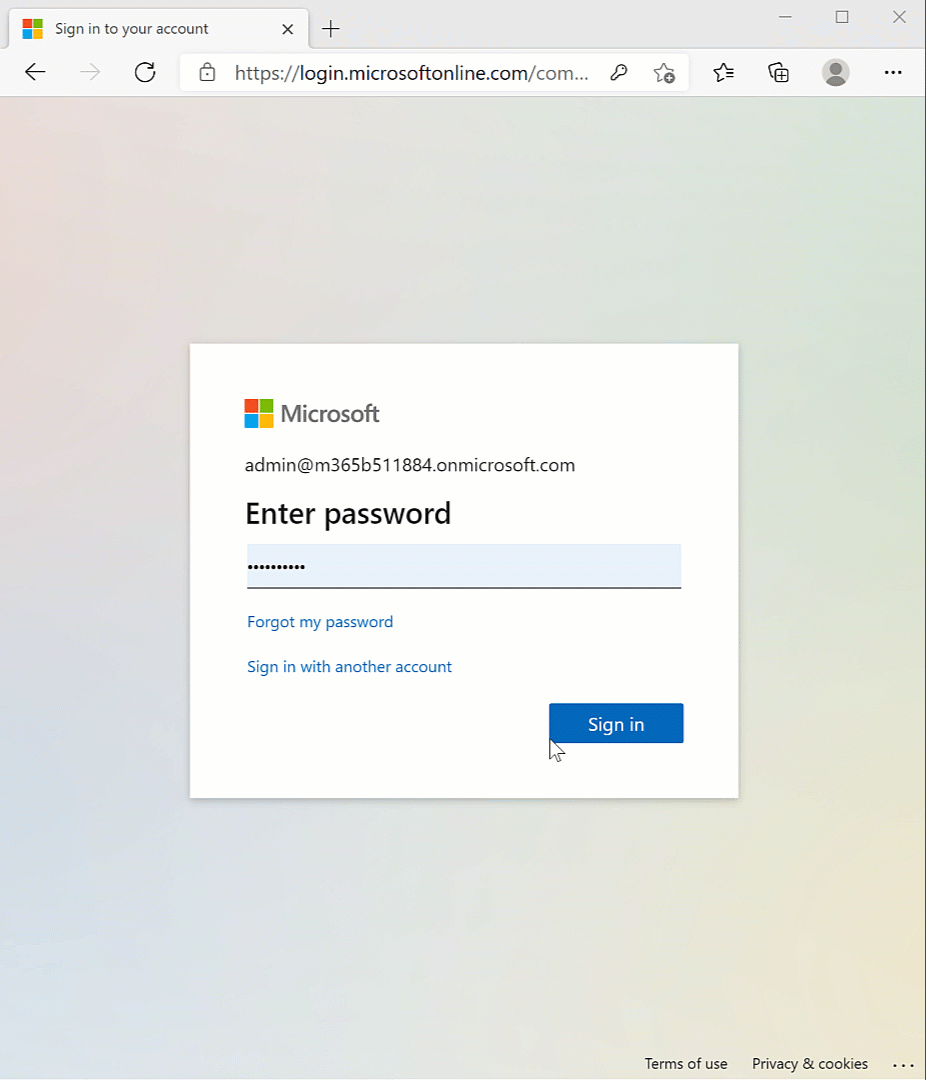 Sign in to your account
https://login.microsoftonline.com/com...
Microsoft
admin@m365b511884.onmicrosoft.com
Enter password
••••••••••
Forgot my password
Sign in with another account
Sign in
Terms of use Privacy & cookies ...